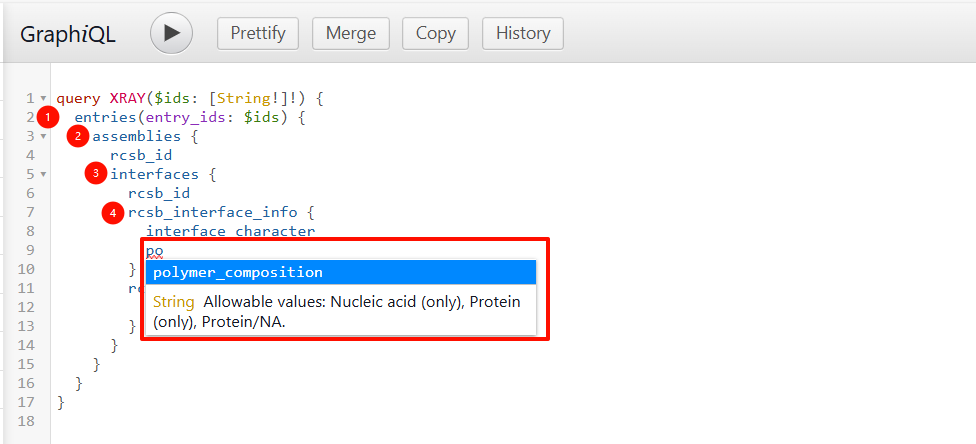 GraphiQL
Prettify Merge Copy History
1 query XRAY($ids: [String!]!) {
2 1 entries(entry_ids: $ids) {
3 2 assemblies {
4 rcsb_id
5 3 interfaces {
6 rcsb_id
7 4 rcsb_interface_info {
8 interface_character
9 po
polymer_composition
10 }
11 rc
String Allowable values: Nucleic acid (only), Protein
12
(only), Protein/NA.
13 }
14 }
15 }
16 }
17 }
18